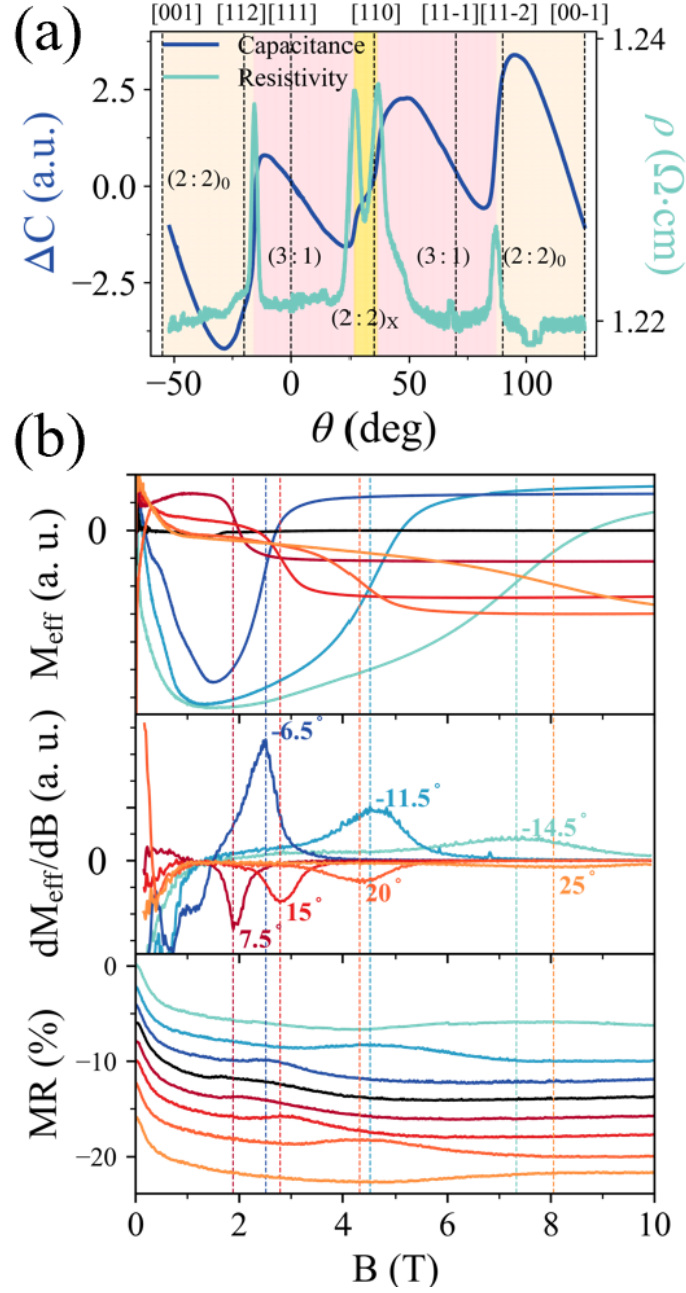 (a)
[001] [112] [111] [110] [11-1] [11-2] [00-1]
Capacitance
Resistivity
1.24
2.5
0.0
−2.5
1.22
ΔC (a.u.)
ρ (Ω·cm)
(2 : 2)₀
(3 : 1)
(2 : 2)ₓ
(3 : 1)
(2 : 2)₀
−50 0 50 100
θ (deg)
(b)
0
M_eff (a. u.)
0
dM_eff/dB (a. u.)
-6.5°
-11.5°
-14.5°
7.5°
15°
20°
25°
0
−10
−20
MR (%)
0 2 4 6 8 10
B (T)